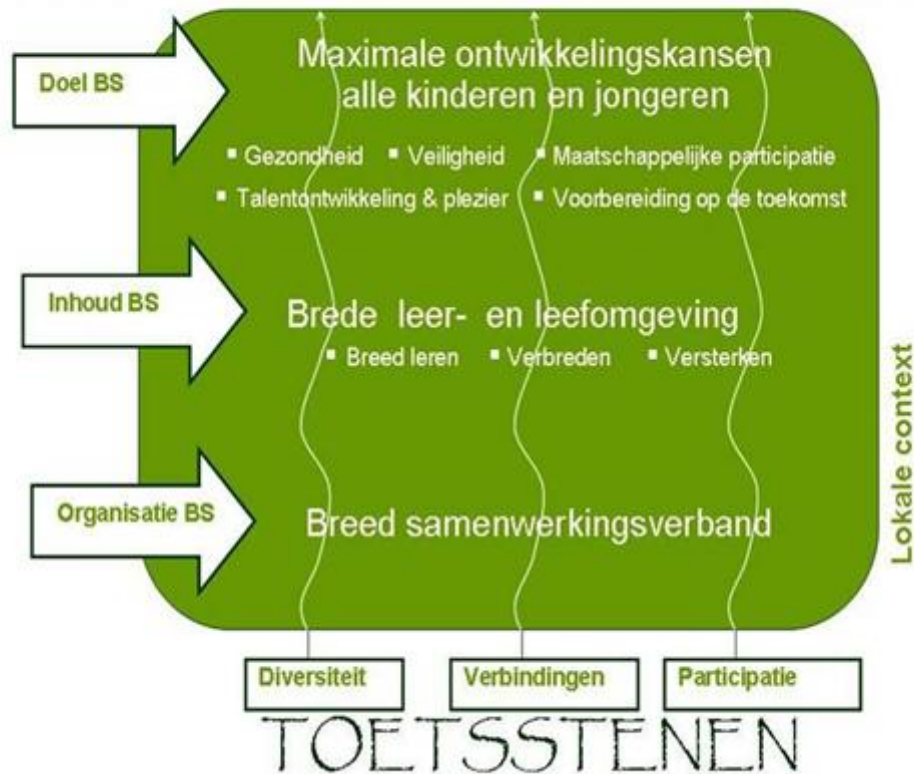 Doel BS
Maximale ontwikkelingskansen
alle kinderen en jongeren
▪ Gezondheid ▪ Veiligheid ▪ Maatschappelijke participatie
▪ Talentontwikkeling & plezier ▪ Voorbereiding op de toekomst
Inhoud BS
Brede leer- en leefomgeving
▪ Breed leren ▪ Verbreden ▪ Versterken
Organisatie BS
Breed samenwerkingsverband
Lokale context
Diversiteit Verbindingen Participatie
TOETSSTENEN